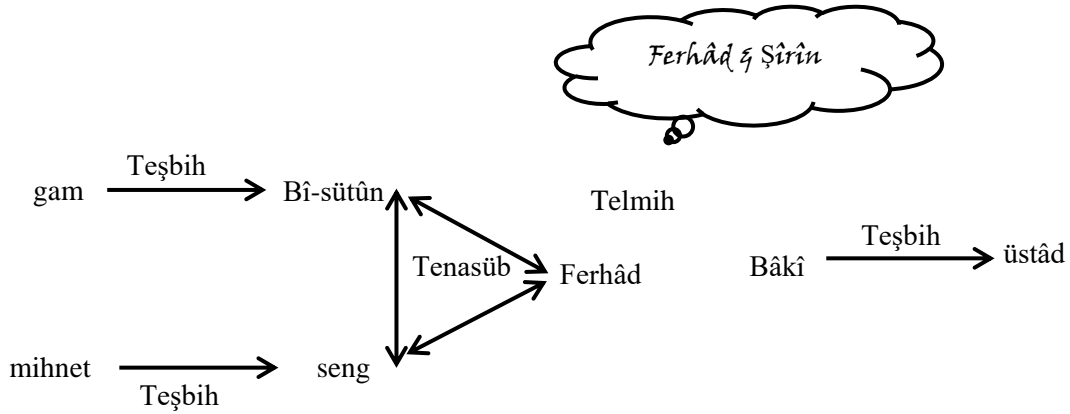 Ferhâd & Şîrîn
Teşbih
gam
Bî-sütûn
Telmih
Teşbih
Tenasüb
Ferhâd
Bâkî
üstâd
mihnet
seng
Teşbih